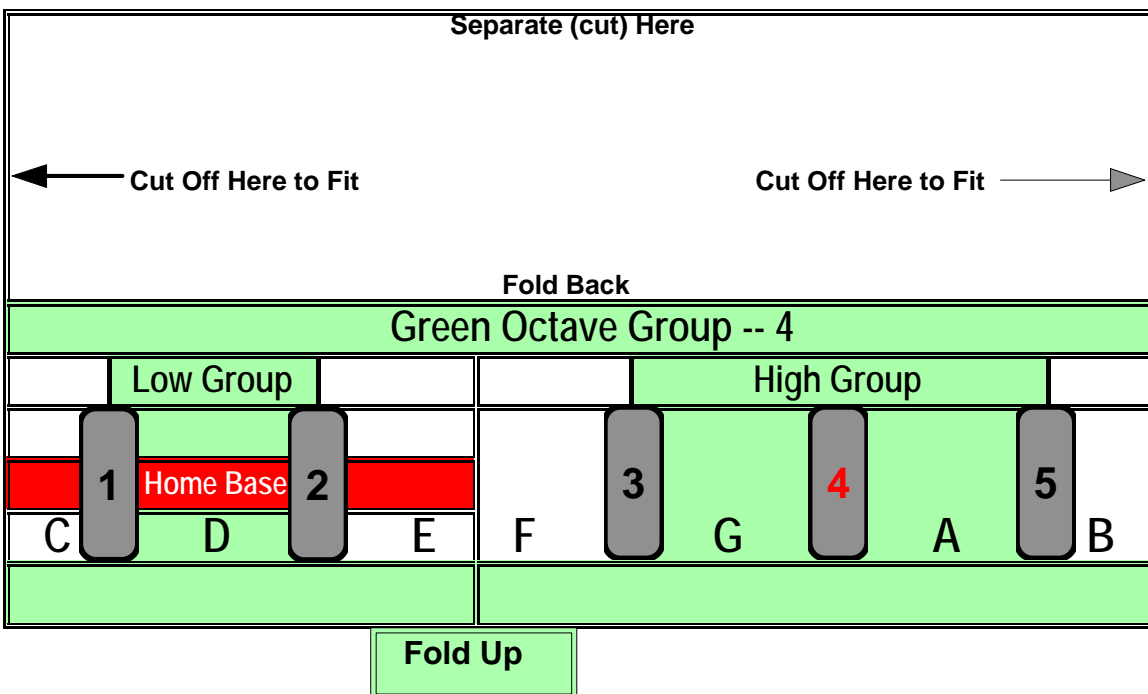 Separate (cut) Here
Cut Off Here to Fit Cut Off Here to Fit
Fold Back
Green Octave Group -- 4
Low Group High Group
1 Home Base 2 3 4 5
C D E F G A B
Fold Up